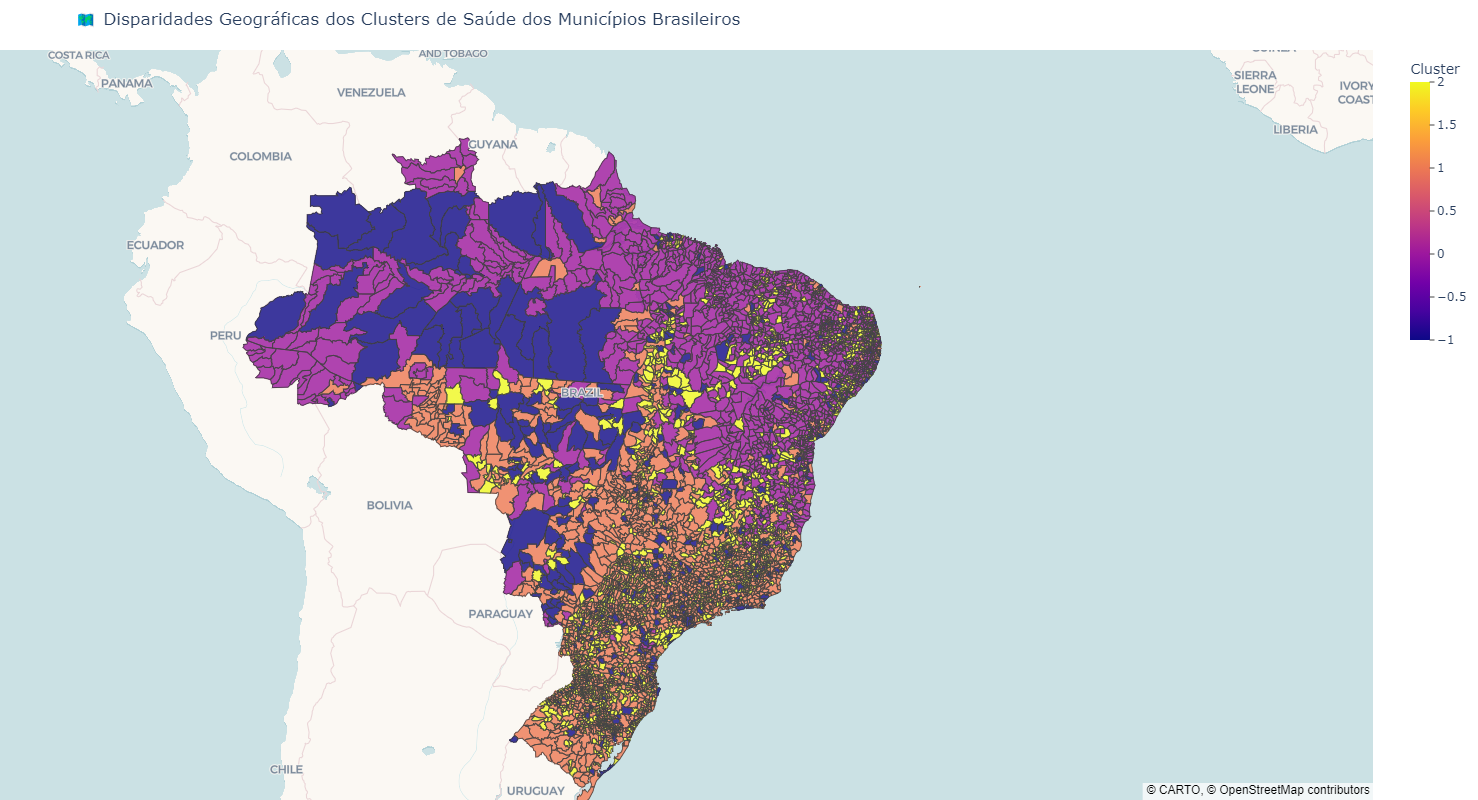 Disparidades Geográficas dos Clusters de Saúde dos Municípios Brasileiros
COSTA RICA
AND TOBAGO
PANAMA
VENEZUELA
GUYANA
COLOMBIA
ECUADOR
PERU
BRAZIL
BOLIVIA
PARAGUAY
CHILE
URUGUAY
SIERRA
LEONE
IVORY
COAST
LIBERIA
Cluster
2
1.5
1
0.5
0
−0.5
−1
© CARTO, © OpenStreetMap contributors